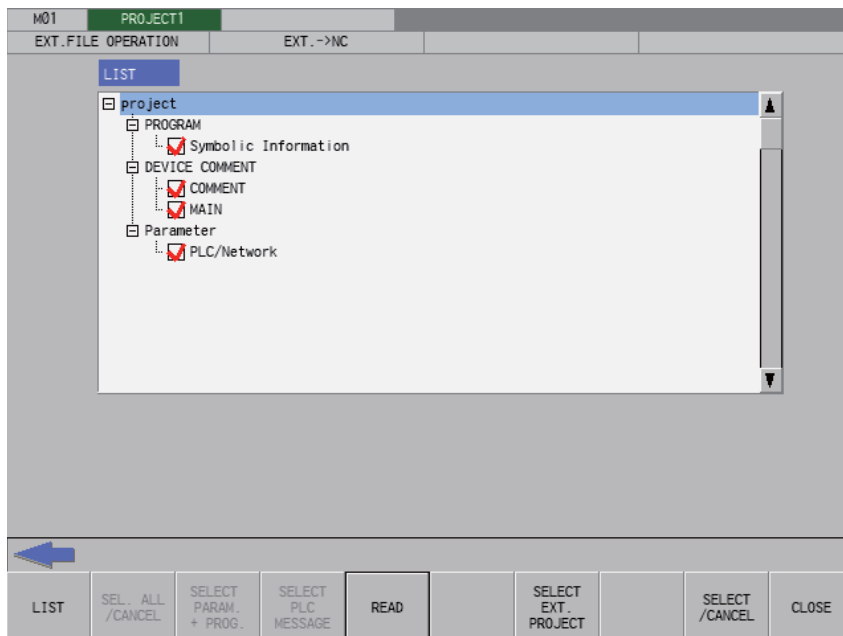 M01 PROJECT1
EXT.FILE OPERATION EXT.->NC
LIST
project
PROGRAM
Symbolic Information
DEVICE COMMENT
COMMENT
MAIN
Parameter
PLC/Network
LIST
SEL. ALL
/CANCEL
SELECT
PARAM.
+ PROG.
SELECT
PLC
MESSAGE
READ
SELECT
EXT.
PROJECT
SELECT
/CANCEL
CLOSE